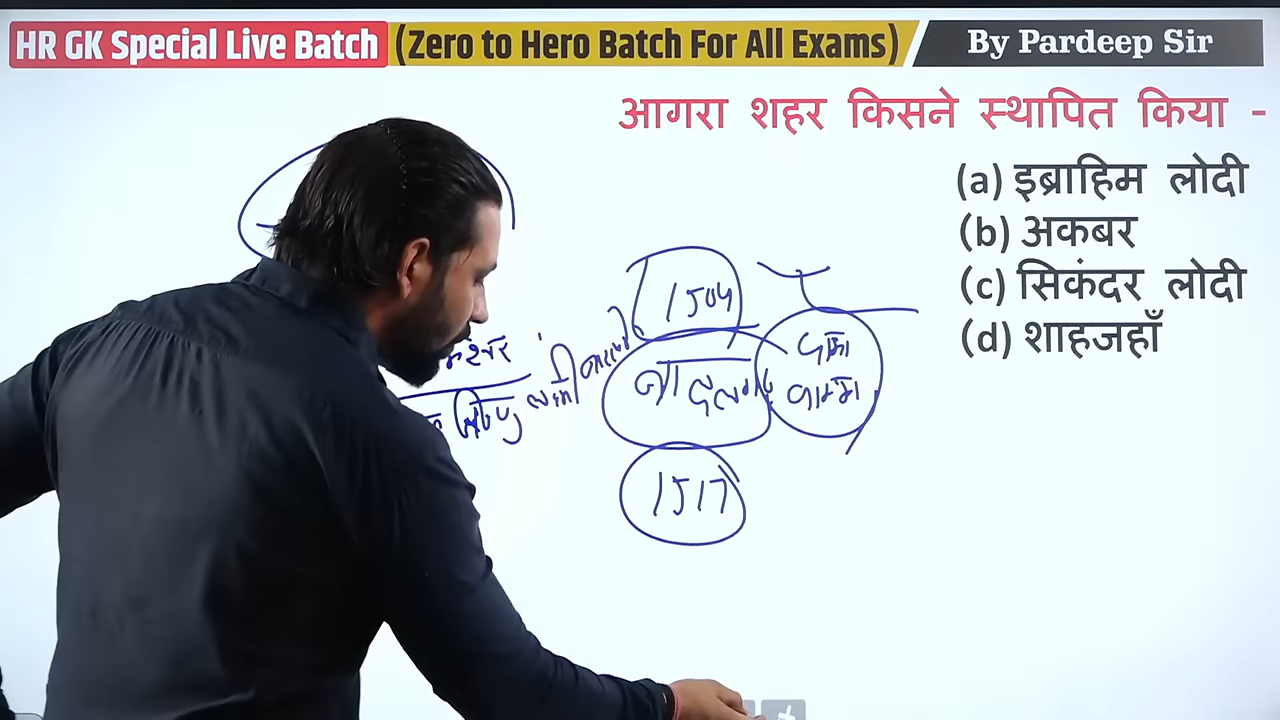 HR GK Special Live Batch (Zero to Hero Batch For All Exams) By Pardeep Sir
आगरा शहर किसने स्थापित किया -
(a) इब्राहिम लोदी
(b) अकबर
(c) सिकंदर लोदी
(d) शाहजहाँ
1504
1517